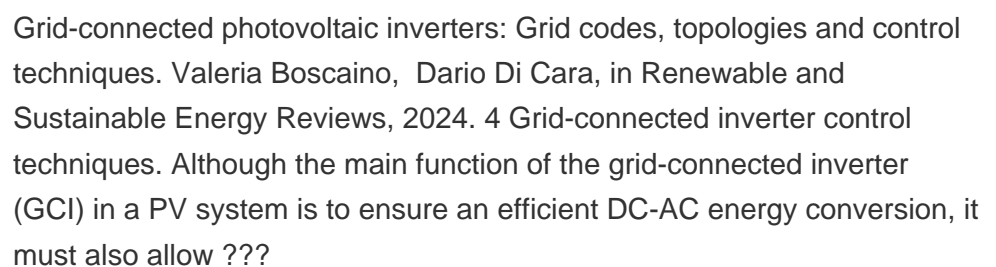 Grid-connected photovoltaic inverters: Grid codes, topologies and control
techniques. Valeria Boscaino,  Dario Di Cara, in Renewable and
Sustainable Energy Reviews, 2024. 4 Grid-connected inverter control
techniques. Although the main function of the grid-connected inverter
(GCI) in a PV system is to ensure an efficient DC-AC energy conversion, it
must also allow ???